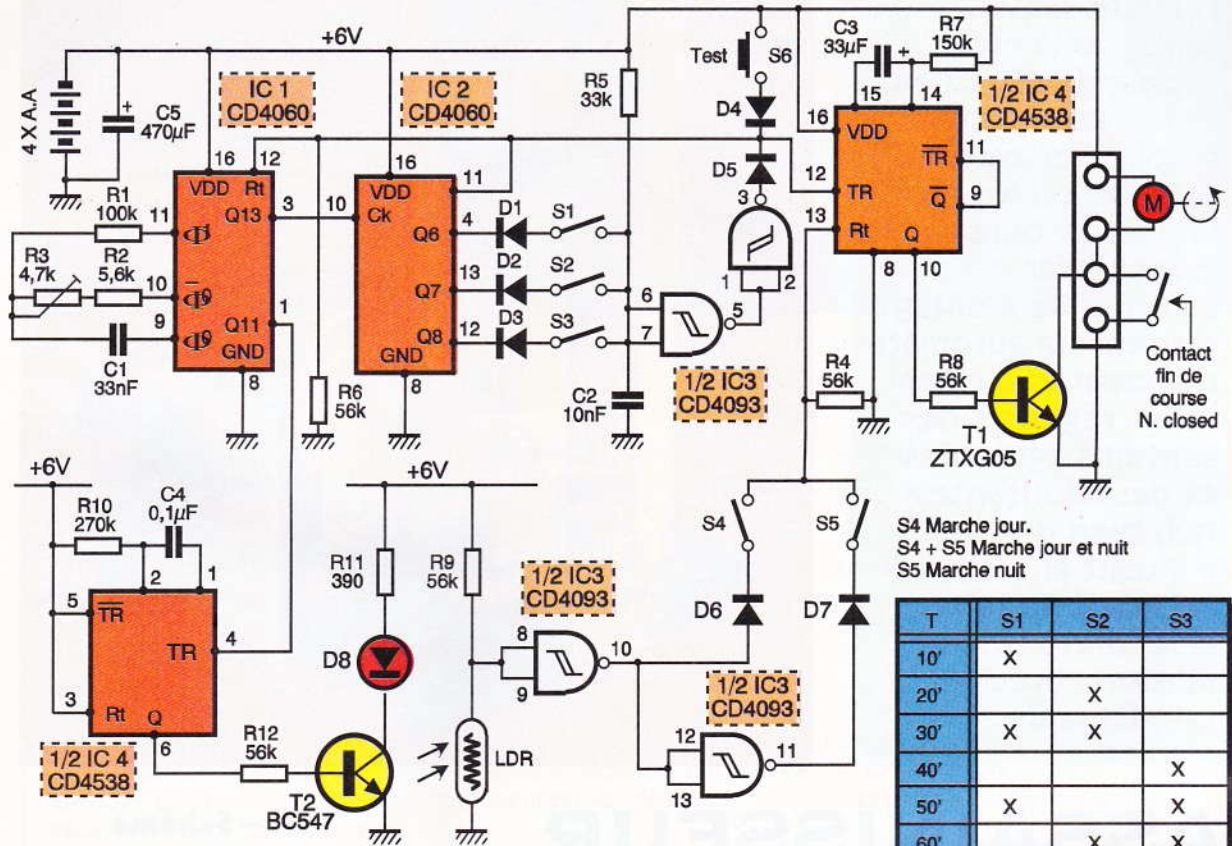 +6V
4 X A.A
C5
470µF
IC 1
CD4060
IC 2
CD4060
R5
33k
Test
S6
D4
D5
C3
33µF
+
R7
150k
1/2 IC 4
CD4538
16
12
VDD
Rt
R1
100k
11
Φ1
Q13
3
R3
4,7k
R2
5,6k
10
Φ0
9
Φ0
Q11
1
GND
8
C1
33nF
R6
56k
16
VDD
11
10
Ck
Q6
4
D1
S1
Q7
13
D2
S2
Q8
12
D3
S3
GND
8
C2
10nF
3
1
2
6
7
5
1/2 IC3
CD4093
15
14
16
VDD
12
TR
TR
11
13
Rt
Q
9
8
Q
10
M
R4
56k
R8
56k
T1
ZTXG05
Contact
fin de
course
N. closed
+6V
R10
270k
C4
0,1µF
2
1
5
TR
TR
4
3
Rt
Q
6
1/2 IC 4
CD4538
R12
56k
T2
BC547
+6V
R11
390
D8
R9
56k
LDR
1/2 IC3
CD4093
8
9
10
1/2 IC3
CD4093
12
13
11
S4
S5
D6
D7
S4 Marche jour.
S4 + S5 Marche jour et nuit
S5 Marche nuit
T S1 S2 S3
10' X
20' X
30' X X
40' X
50' X X
60' X X